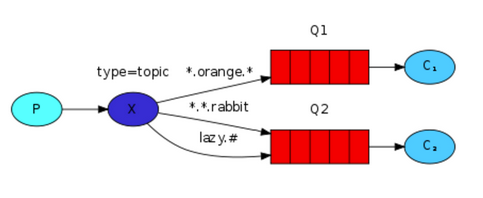 Q1
type=topic
*.orange.*
C₁
P
X
*.*.rabbit
Q2
lazy.#
C₂